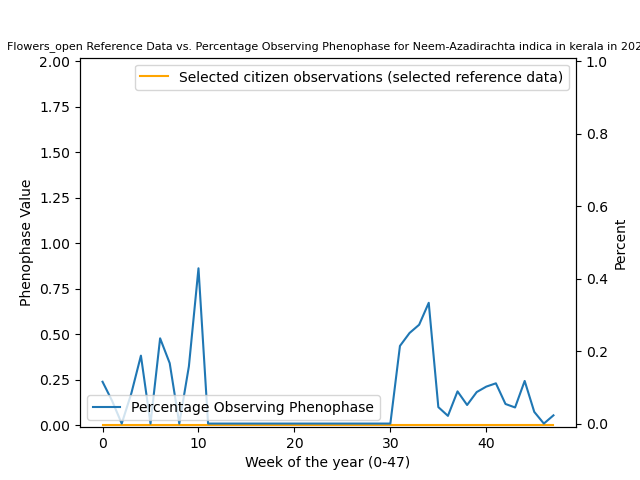 Flowers_open Reference Data vs. Percentage Observing Phenophase for Neem-Azadirachta indica in kerala in 202
2.00
1.75
1.50
1.25
1.00
0.75
0.50
0.25
0.00
Phenophase Value
Selected citizen observations (selected reference data)
Percentage Observing Phenophase
1.0
0.8
0.6
0.4
0.2
0.0
Percent
0 10 20 30 40
Week of the year (0-47)